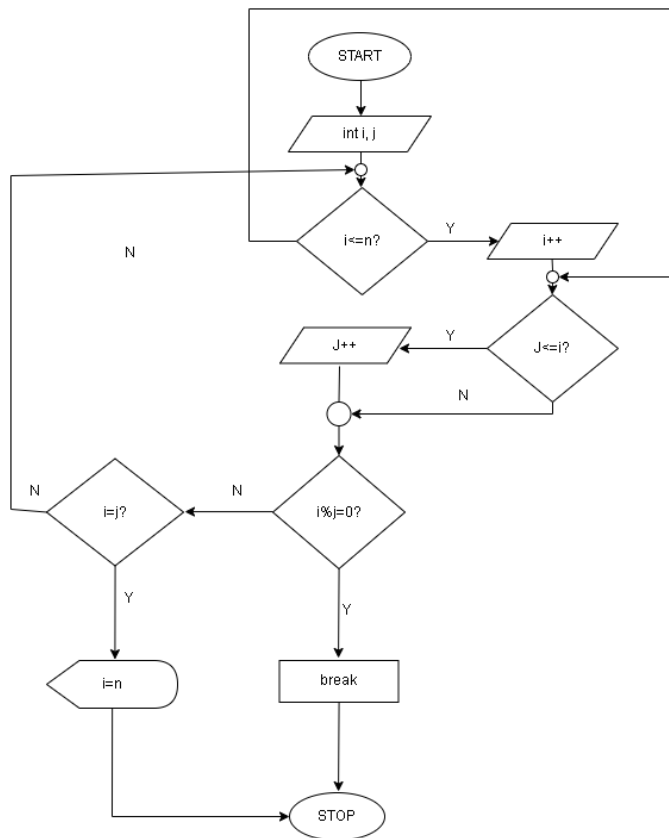 START
int i, j
i<=n?
Y
i++
N
J<=i?
Y
J++
N
i%j=0?
N
i=j?
N
Y
Y
i=n
break
STOP